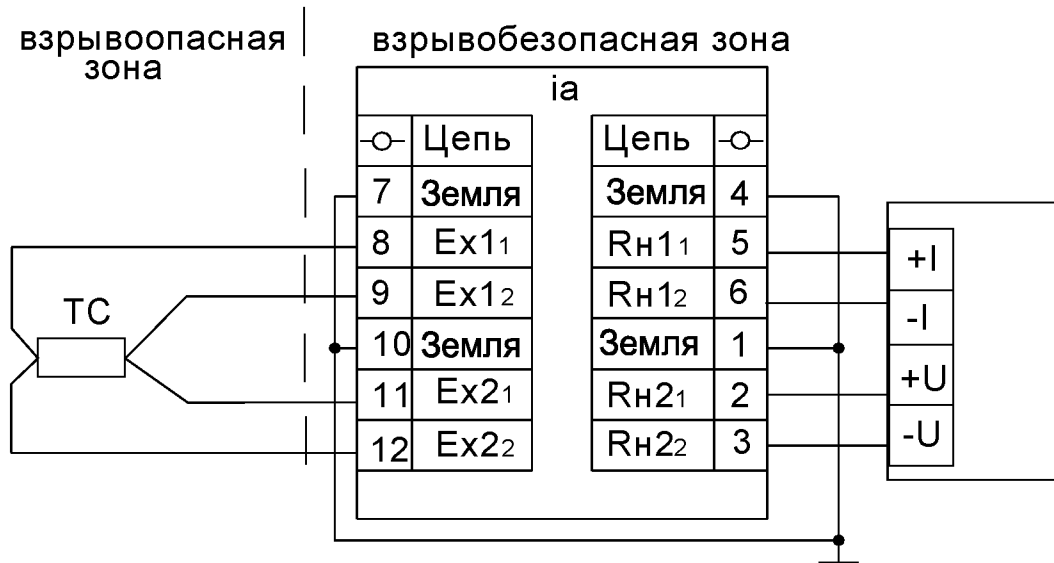 взрывоопасная
зона
взрывобезопасная зона
ia
Цепь
7 Земля
8 Ex1₁
9 Ex1₂
10 Земля
11 Ex2₁
12 Ex2₂
Цепь
Земля 4
Rн1₁ 5
Rн1₂ 6
Земля 1
Rн2₁ 2
Rн2₂ 3
ТС
+I
-I
+U
-U